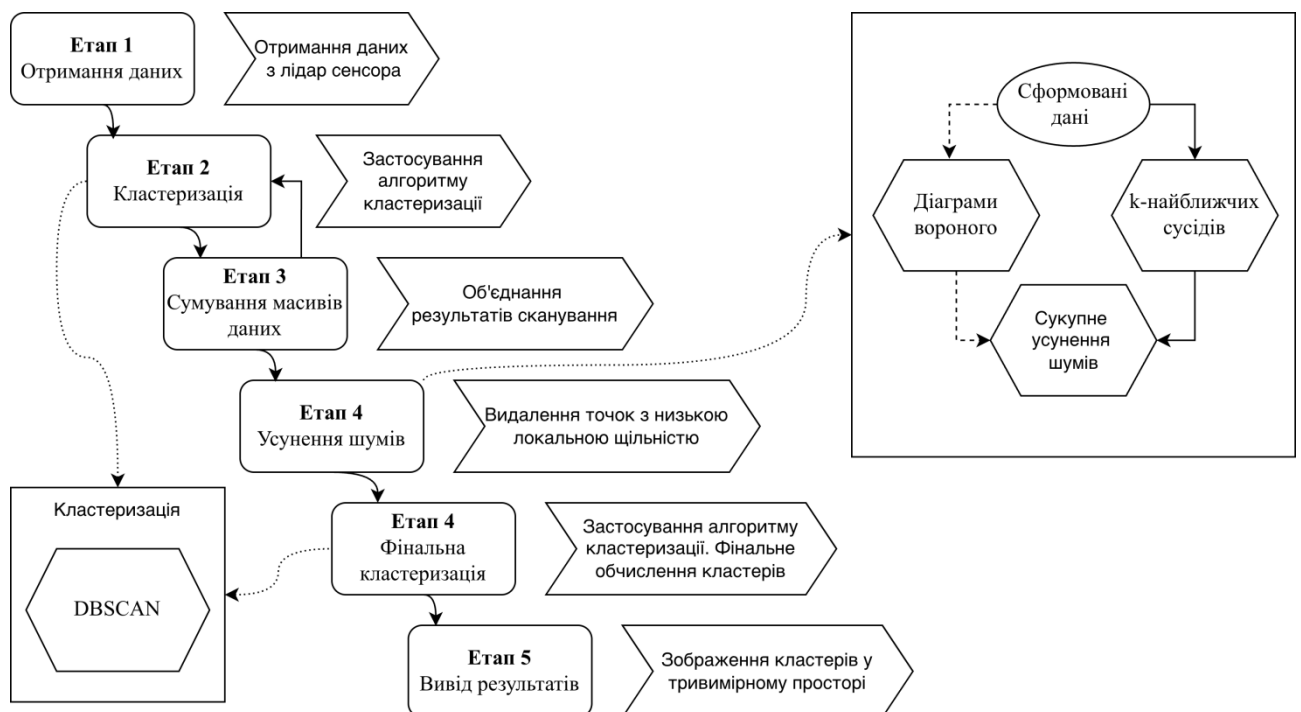 Етап 1
Отримання даних
Отримання даних
з лідар сенсора
Етап 2
Кластеризація
Застосування
алгоритму
кластеризації
Етап 3
Сумування масивів
даних
Об'єднання
результатів сканування
Етап 4
Усунення шумів
Видалення точок з низькою
локальною щільністю
Етап 4
Фінальна
кластеризація
Застосування алгоритму
кластеризації. Фінальне
обчислення кластерів
Етап 5
Вивід результатів
Зображення кластерів у
тривимірному просторі
Кластеризація
DBSCAN
Сформовані
дані
Діаграми
вороного
k-найближчих
сусідів
Сукупне
усунення
шумів